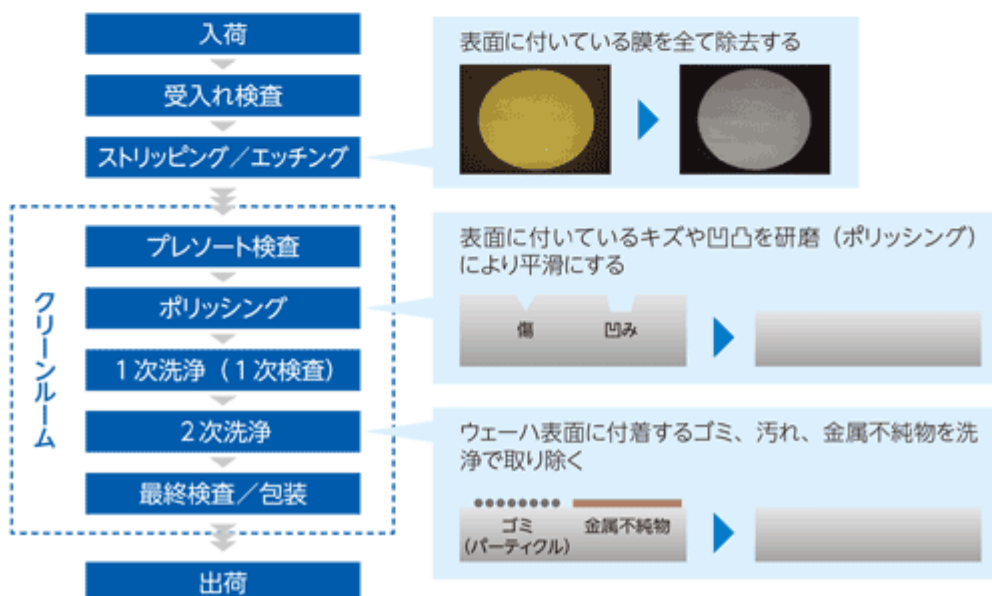 入荷
受入れ検査
ストリッピング／エッチング
表面に付いている膜を全て除去する
クリーンルーム
プレソート検査
ポリッシング
1次洗浄（1次検査）
2次洗浄
最終検査／包装
出荷
表面に付いているキズや凹凸を研磨（ポリッシング）
により平滑にする
傷
凹み
ウェーハ表面に付着するゴミ、汚れ、金属不純物を洗
浄で取り除く
ゴミ
（パーティクル）
金属不純物